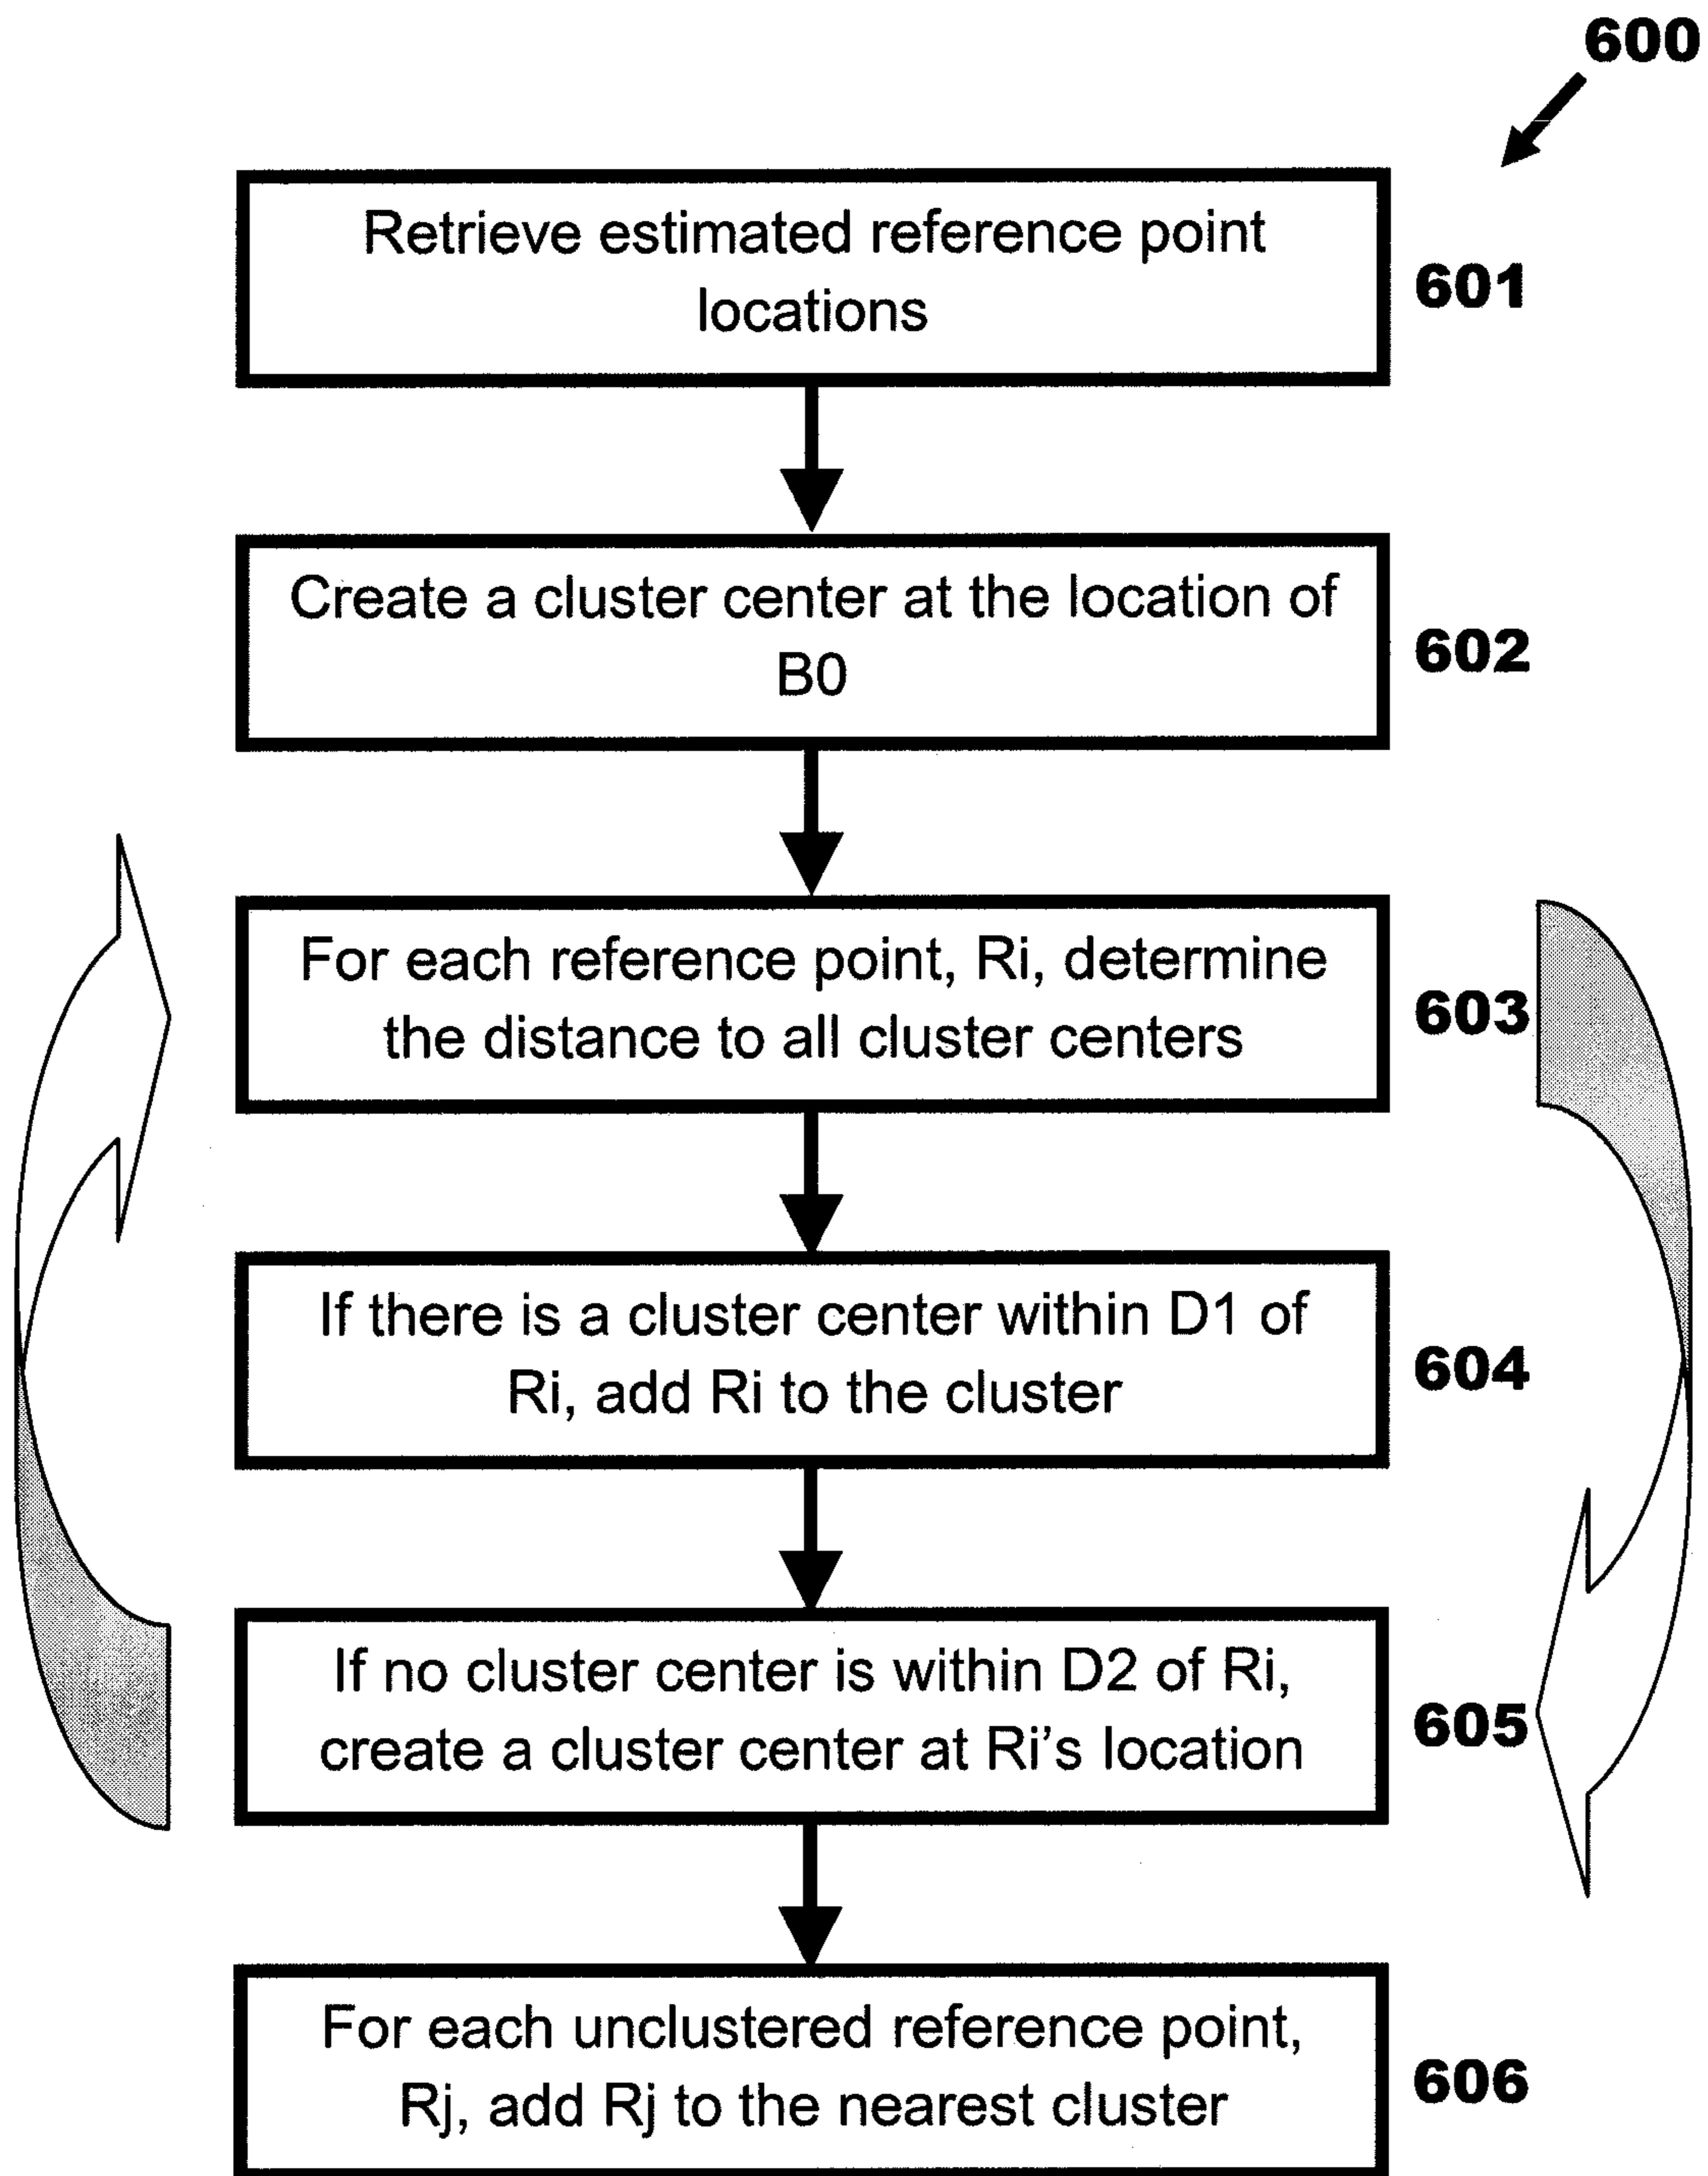 600
Retrieve estimated reference point
locations
601
Create a cluster center at the location of
B0
602
For each reference point, Ri, determine
the distance to all cluster centers
603
If there is a cluster center within D1 of
Ri, add Ri to the cluster
604
If no cluster center is within D2 of Ri,
create a cluster center at Ri's location
605
For each unclustered reference point,
Rj, add Rj to the nearest cluster
606